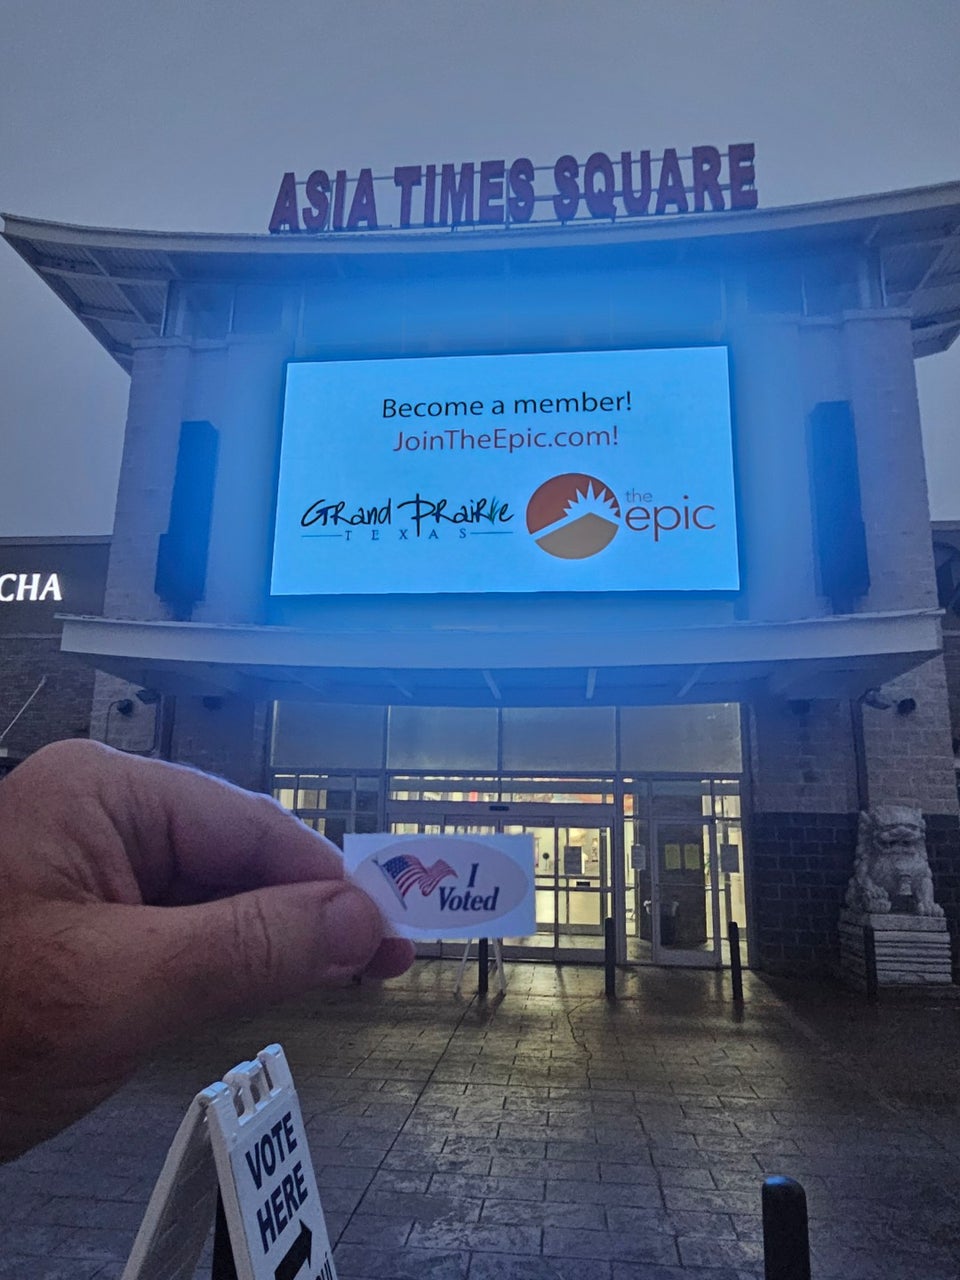 ASIA TIMES SQUARE
Become a member!
JoinTheEpic.com!
Grand Prairie
TEXAS
the
epic
CHA
I
Voted
VOTE
HERE